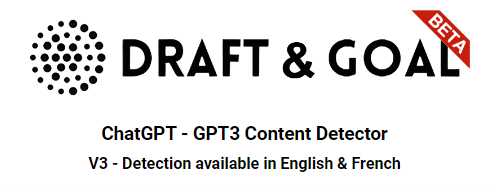 DRAFT & GOAL
BETA
ChatGPT - GPT3 Content Detector
V3 - Detection available in English & French